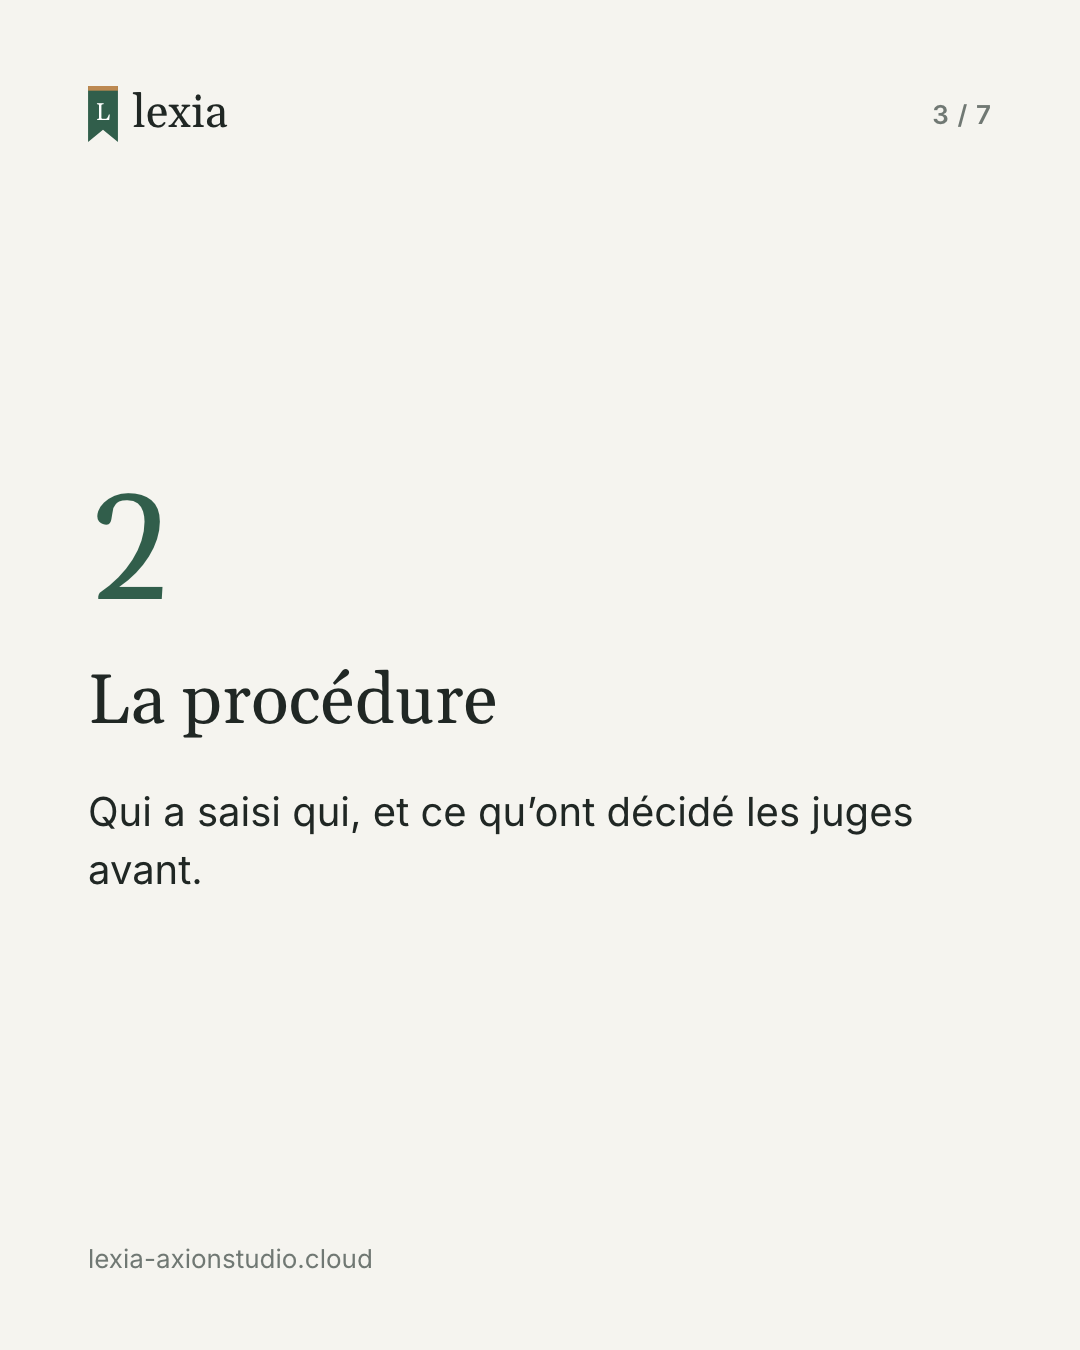 L lexia
3 / 7
2
La procédure
Qui a saisi qui, et ce qu’ont décidé les juges
avant.
lexia-axionstudio.cloud